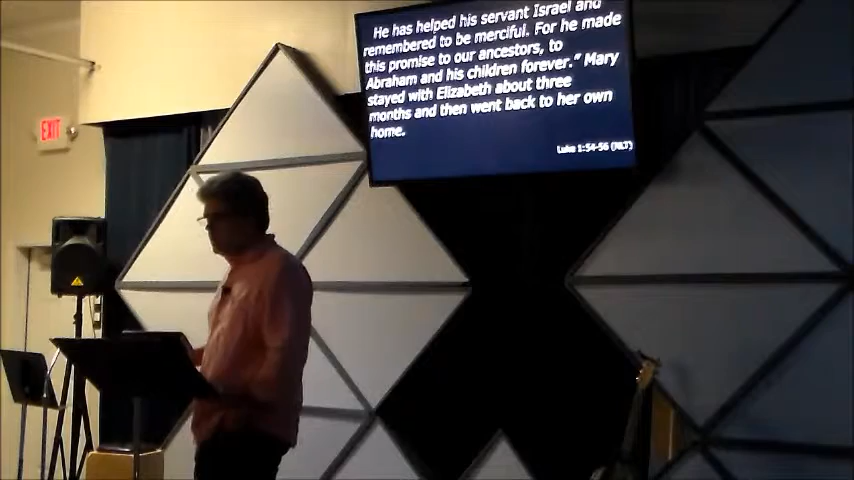 He has helped his servant Israel and
remembered to be merciful. For he made
this promise to our ancestors, to
Abraham and his children forever.” Mary
stayed with Elizabeth about three
months and then went back to her own
home.
Luke 1:54-56 (NLT)
EXIT